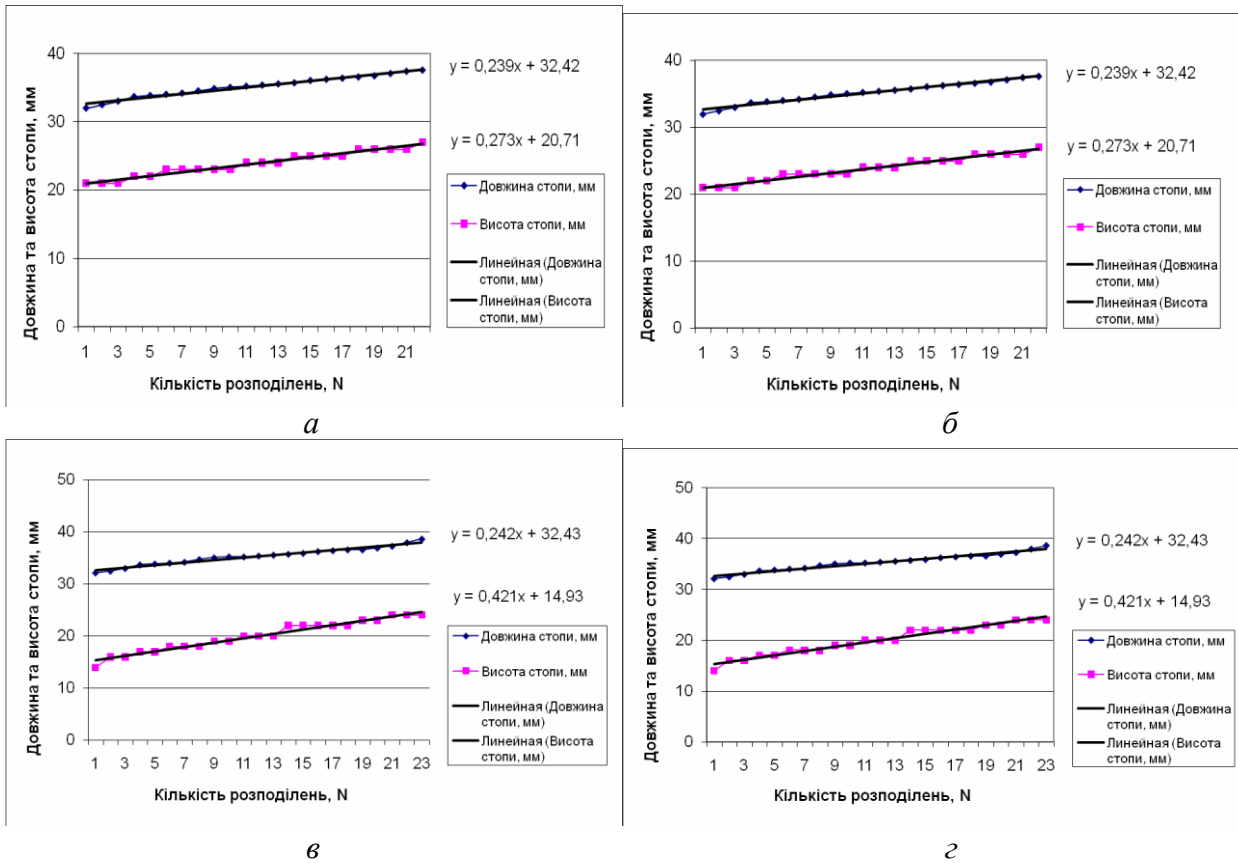 Довжина та висота стопи, мм
40
30
20
10
0
1 3 5 7 9 11 13 15 17 19 21
Кількість розподілень, N
y = 0,239x + 32,42
y = 0,273x + 20,71
Довжина стопи, мм
Висота стопи, мм
Линейная (Довжина
стопи, мм)
Линейная (Висота
стопи, мм)
а
Довжина та висота стопи, мм
40
30
20
10
0
1 3 5 7 9 11 13 15 17 19 21
Кількість розподілень, N
y = 0,239x + 32,42
y = 0,273x + 20,71
Довжина стопи, мм
Висота стопи, мм
Линейная (Довжина
стопи, мм)
Линейная (Висота
стопи, мм)
б
Довжина та висота стопи, мм
50
40
30
20
10
0
1 3 5 7 9 11 13 15 17 19 21 23
Кількість розподілень, N
y = 0,242x + 32,43
y = 0,421x + 14,93
Довжина стопи, мм
Висота стопи, мм
Линейная (Довжина
стопи, мм)
Линейная (Висота
стопи, мм)
в
Довжина та висота стопи, мм
50
40
30
20
10
0
1 3 5 7 9 11 13 15 17 19 21 23
Кількість розподілень, N
y = 0,242x + 32,43
y = 0,421x + 14,93
Довжина стопи, мм
Висота стопи, мм
Линейная (Довжина
стопи, мм)
Линейная (Висота
стопи, мм)
г